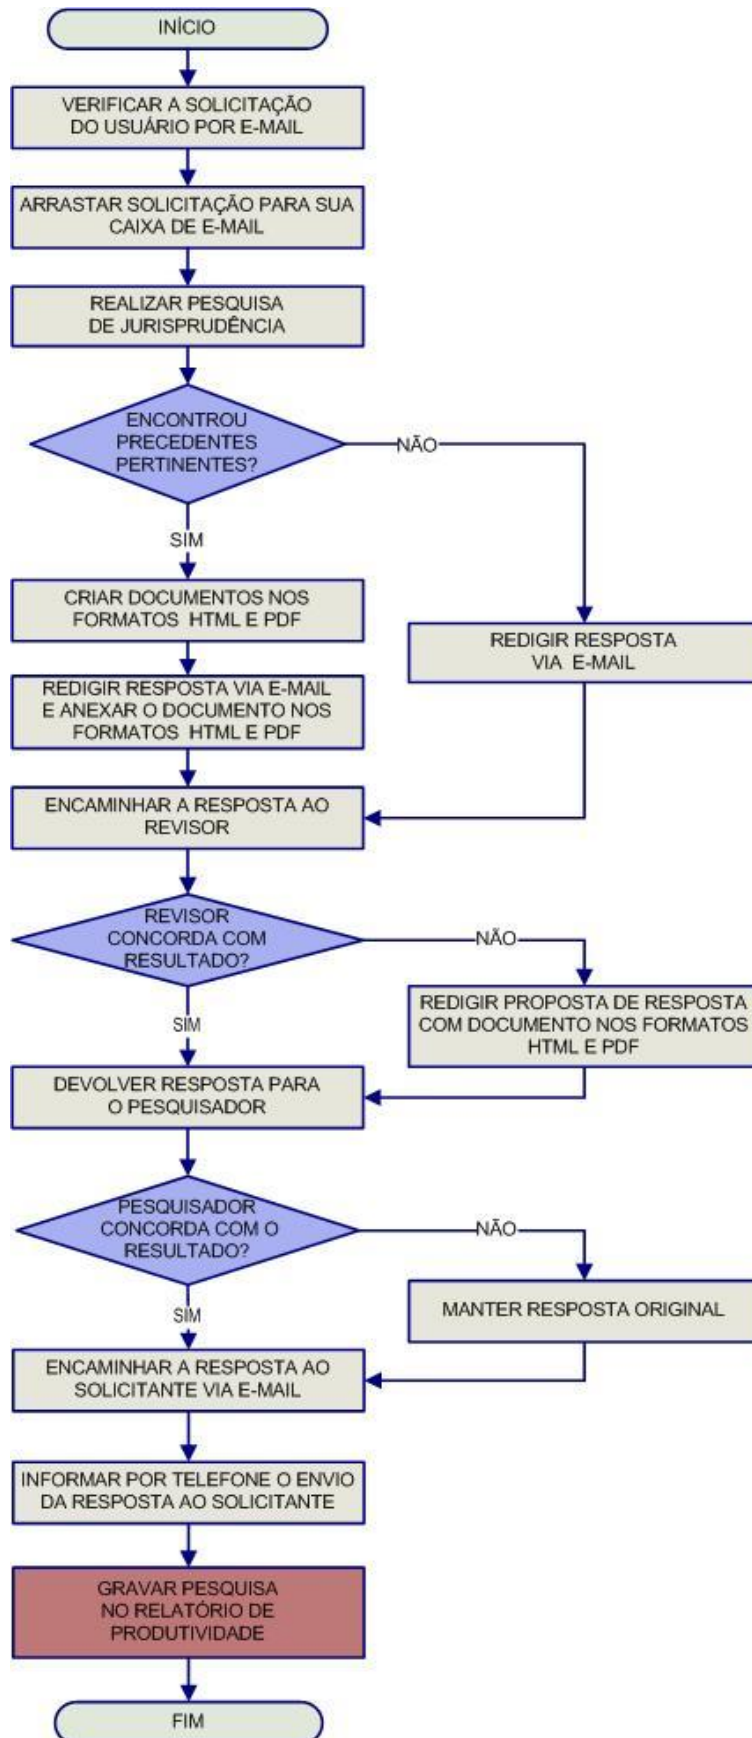 INÍCIO
VERIFICAR A SOLICITAÇÃO
DO USUÁRIO POR E-MAIL
ARRASTAR SOLICITAÇÃO PARA SUA
CAIXA DE E-MAIL
REALIZAR PESQUISA
DE JURISPRUDÊNCIA
ENCONTROU
PRECEDENTES
PERTINENTES?
NÃO
SIM
CRIAR DOCUMENTOS NOS
FORMATOS HTML E PDF
REDIGIR RESPOSTA
VIA E-MAIL
REDIGIR RESPOSTA VIA E-MAIL
E ANEXAR O DOCUMENTO NOS
FORMATOS HTML E PDF
ENCAMINHAR A RESPOSTA AO
REVISOR
REVISOR
CONCORDA COM
RESULTADO?
NÃO
SIM
REDIGIR PROPOSTA DE RESPOSTA
COM DOCUMENTO NOS FORMATOS
HTML E PDF
DEVOLVER RESPOSTA PARA
O PESQUISADOR
PESQUISADOR
CONCORDA COM O
RESULTADO?
NÃO
SIM
MANTER RESPOSTA ORIGINAL
ENCAMINHAR A RESPOSTA AO
SOLICITANTE VIA E-MAIL
INFORMAR POR TELEFONE O ENVIO
DA RESPOSTA AO SOLICITANTE
GRAVAR PESQUISA
NO RELATÓRIO DE
PRODUTIVIDADE
FIM